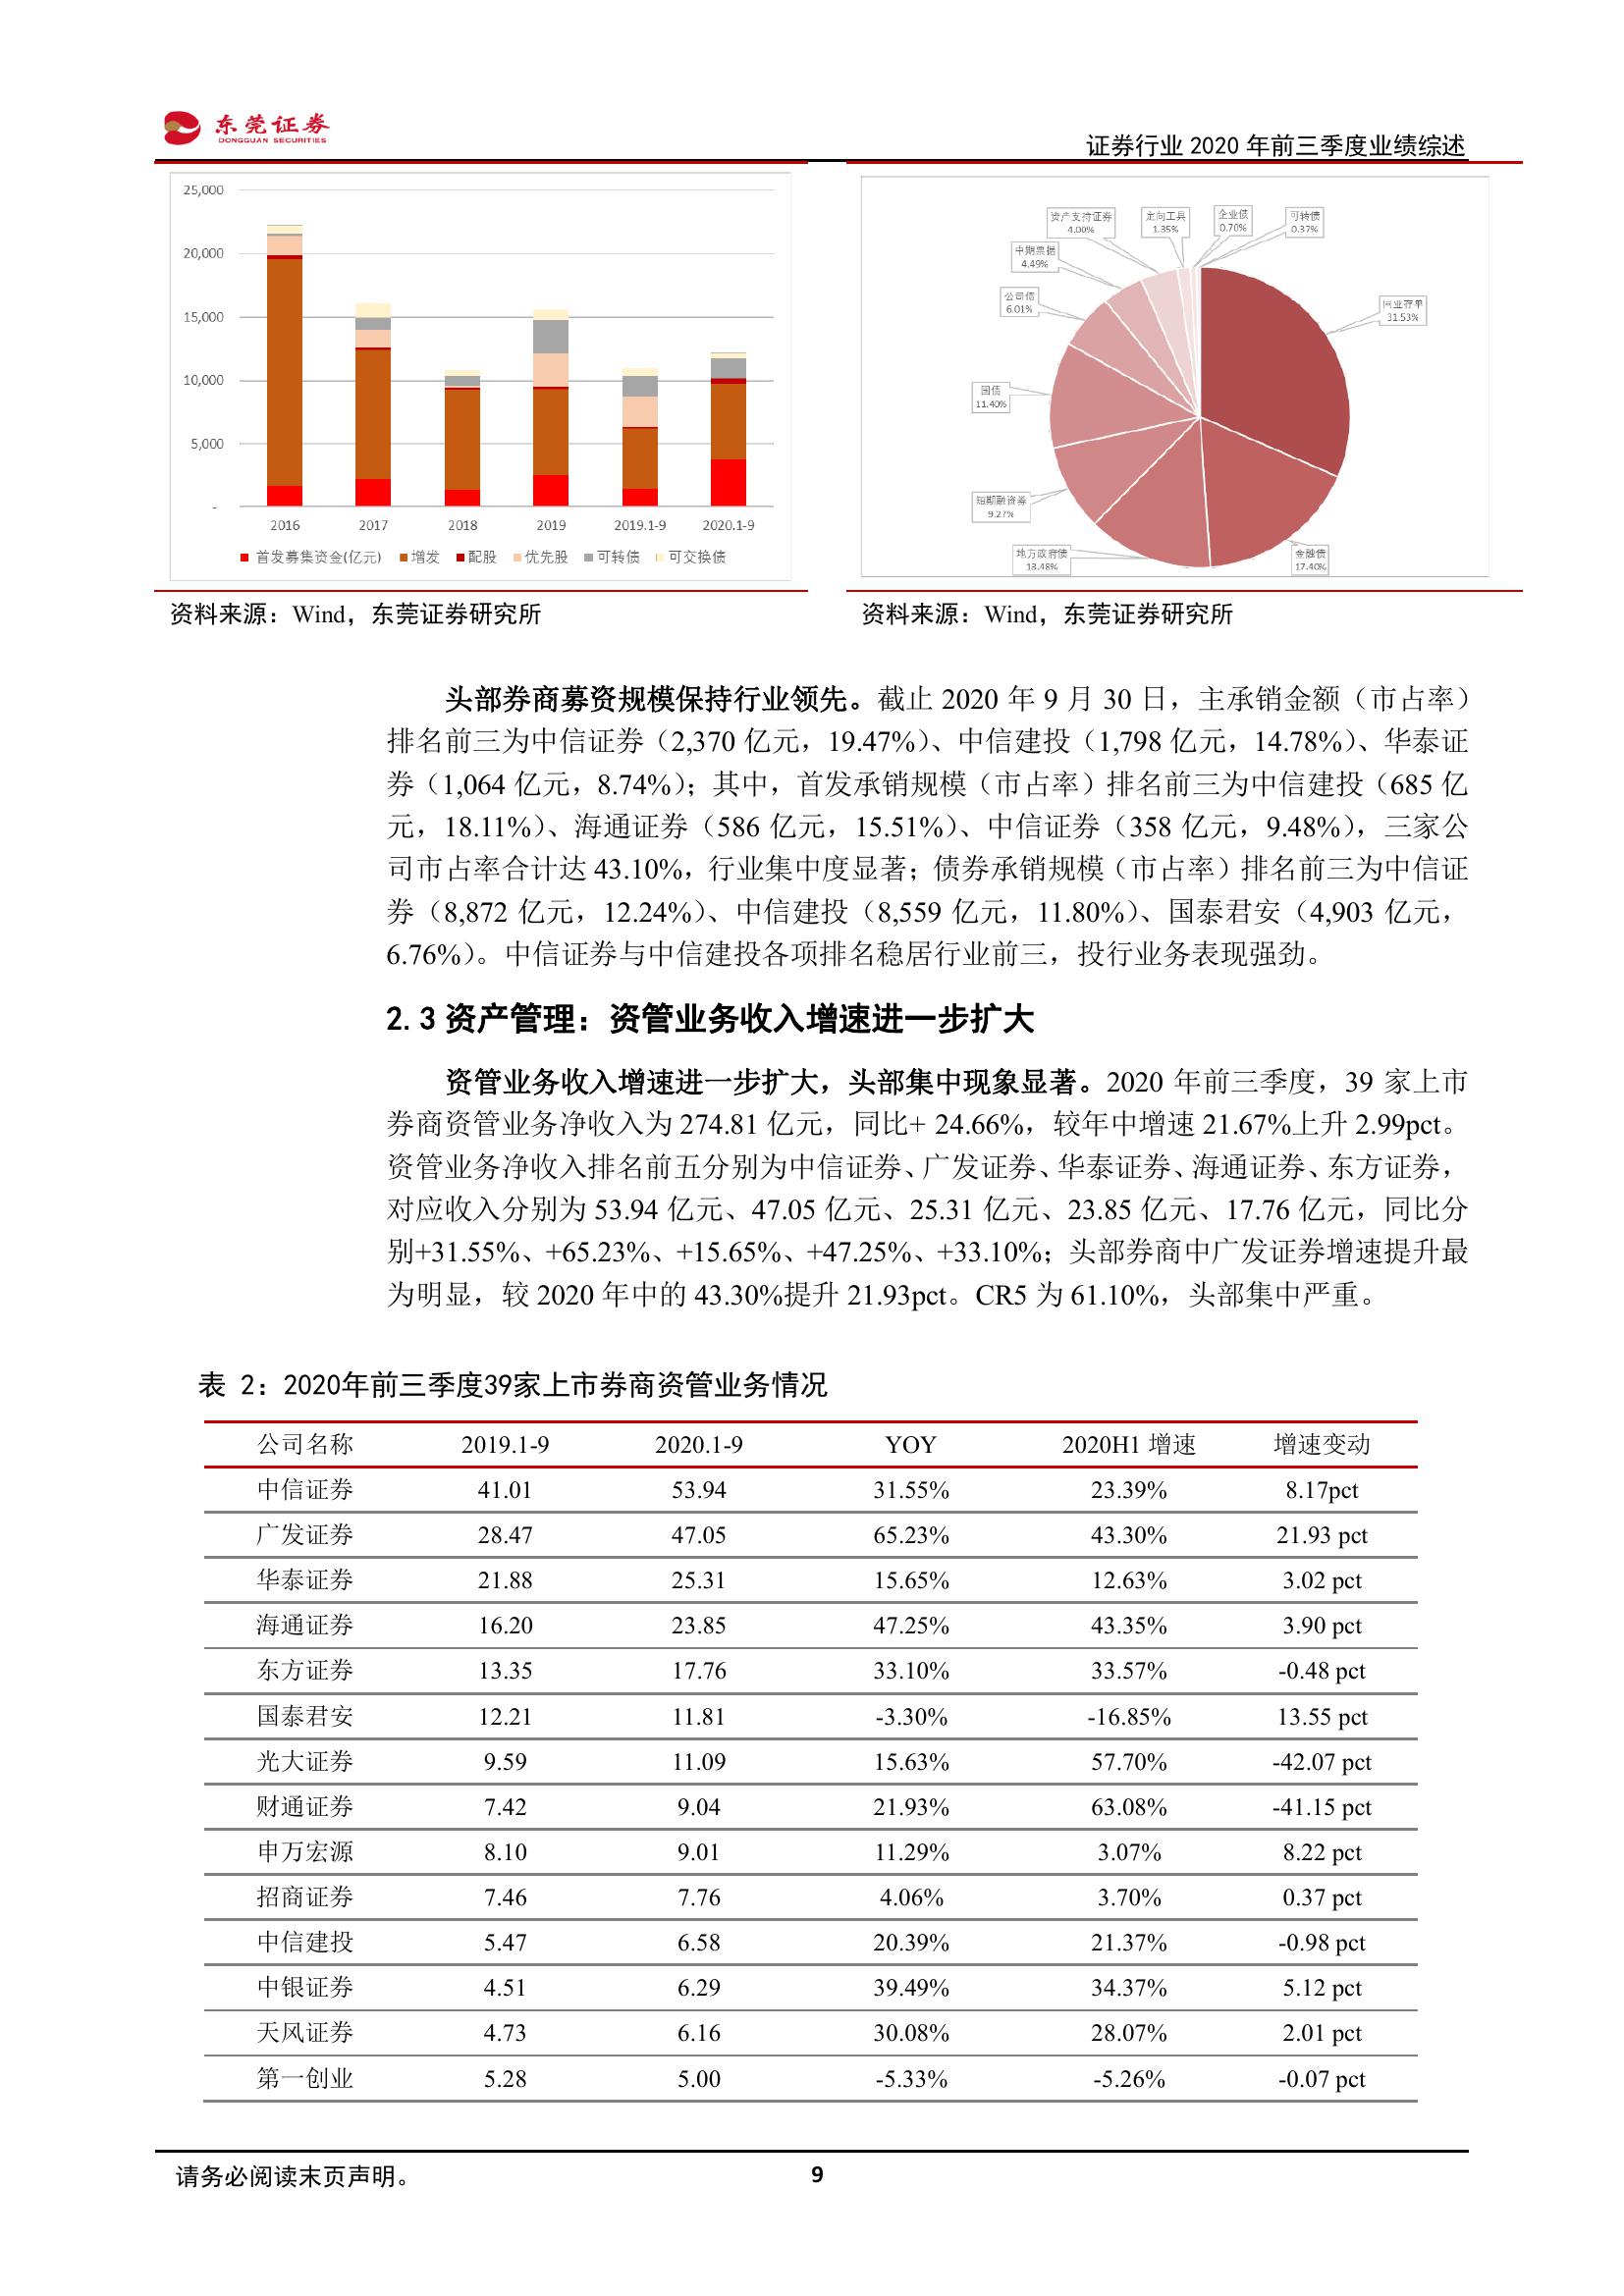 东莞证券
DONGGUAN SECURITIES
证券行业 2020 年前三季度业绩综述
25,000
20,000
15,000
10,000
5,000
-
2016 2017 2018 2019 2019.1-9 2020.1-9
首发募集资金(亿元) 增发 配股 优先股 可转债 可交换债
资产支持证券
4.00%
定向工具
1.35%
企业债
0.70%
可转债
0.37%
中期票据
4.49%
公司债
6.01%
同业存单
31.53%
国债
11.40%
短期融资券
9.27%
地方政府债
13.48%
金融债
17.40%
资料来源：Wind，东莞证券研究所
资料来源：Wind，东莞证券研究所
头部券商募资规模保持行业领先。截止 2020 年 9 月 30 日，主承销金额（市占率）
排名前三为中信证券（2,370 亿元，19.47%）、中信建投（1,798 亿元，14.78%）、华泰证
券（1,064 亿元，8.74%）；其中，首发承销规模（市占率）排名前三为中信建投（685 亿
元，18.11%）、海通证券（586 亿元，15.51%）、中信证券（358 亿元，9.48%），三家公
司市占率合计达 43.10%，行业集中度显著；债券承销规模（市占率）排名前三为中信证
券（8,872 亿元，12.24%）、中信建投（8,559 亿元，11.80%）、国泰君安（4,903 亿元，
6.76%）。中信证券与中信建投各项排名稳居行业前三，投行业务表现强劲。
2.3 资产管理：资管业务收入增速进一步扩大
资管业务收入增速进一步扩大，头部集中现象显著。2020 年前三季度，39 家上市
券商资管业务净收入为 274.81 亿元，同比+ 24.66%，较年中增速 21.67%上升 2.99pct。
资管业务净收入排名前五分别为中信证券、广发证券、华泰证券、海通证券、东方证券，
对应收入分别为 53.94 亿元、47.05 亿元、25.31 亿元、23.85 亿元、17.76 亿元，同比分
别+31.55%、+65.23%、+15.65%、+47.25%、+33.10%；头部券商中广发证券增速提升最
为明显，较 2020 年中的 43.30%提升 21.93pct。CR5 为 61.10%，头部集中严重。
表 2：2020年前三季度39家上市券商资管业务情况
公司名称 2019.1-9 2020.1-9 YOY 2020H1 增速 增速变动
中信证券 41.01 53.94 31.55% 23.39% 8.17pct
广发证券 28.47 47.05 65.23% 43.30% 21.93 pct
华泰证券 21.88 25.31 15.65% 12.63% 3.02 pct
海通证券 16.20 23.85 47.25% 43.35% 3.90 pct
东方证券 13.35 17.76 33.10% 33.57% -0.48 pct
国泰君安 12.21 11.81 -3.30% -16.85% 13.55 pct
光大证券 9.59 11.09 15.63% 57.70% -42.07 pct
财通证券 7.42 9.04 21.93% 63.08% -41.15 pct
申万宏源 8.10 9.01 11.29% 3.07% 8.22 pct
招商证券 7.46 7.76 4.06% 3.70% 0.37 pct
中信建投 5.47 6.58 20.39% 21.37% -0.98 pct
中银证券 4.51 6.29 39.49% 34.37% 5.12 pct
天风证券 4.73 6.16 30.08% 28.07% 2.01 pct
第一创业 5.28 5.00 -5.33% -5.26% -0.07 pct
请务必阅读末页声明。 9